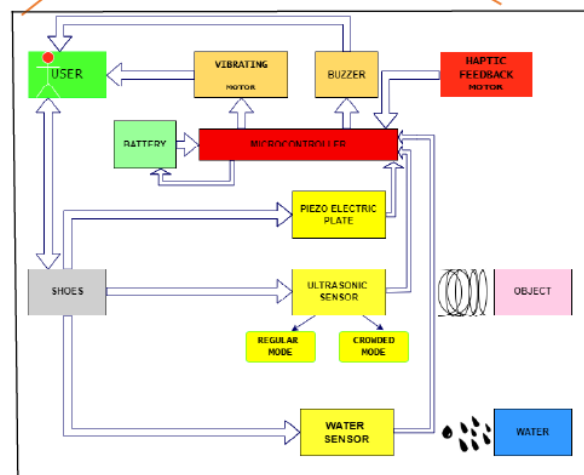 USER
VIBRATING
MOTOR
BUZZER
HAPTIC
FEEDBACK
MOTOR
BATTERY
MICROCONTROLLER
PIEZO ELECTRIC
PLATE
SHOES
ULTRASONIC
SENSOR
OBJECT
REGULAR
MODE
CROWDED
MODE
WATER
SENSOR
WATER